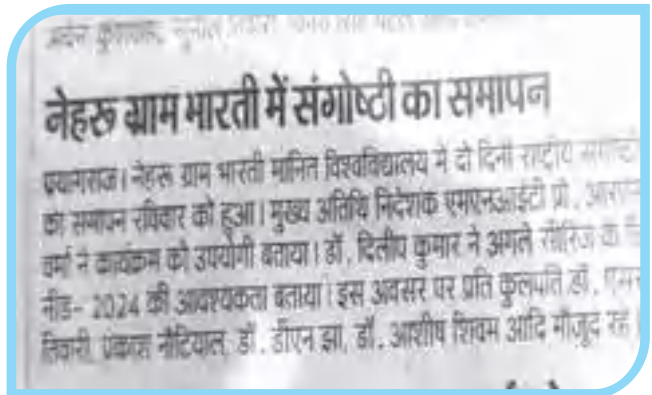 नेहरू ग्राम भारती में संगोष्टी का समापन
प्रयागराज। नेहरू ग्राम भारती मानित विश्वविद्यालय में दो दिनी राष्ट्रीय
का समापन रविवार को हुआ। मुख्य अतिथि निदेशक एमएनआईटी प्रो.
वर्मा ने कार्यक्रम को उपयोगी बताया। डॉ. दिलीप कुमार ने अगले सीरिज के
नीड- 2024 की आवश्यकता बताया। इस अवसर पर प्रति कुलपति डॉ.
तिवारी, प्रकाश नौटियाल, डॉ. डीएन झा, डॉ. आशीष शिवम आदि मौजूद रहे